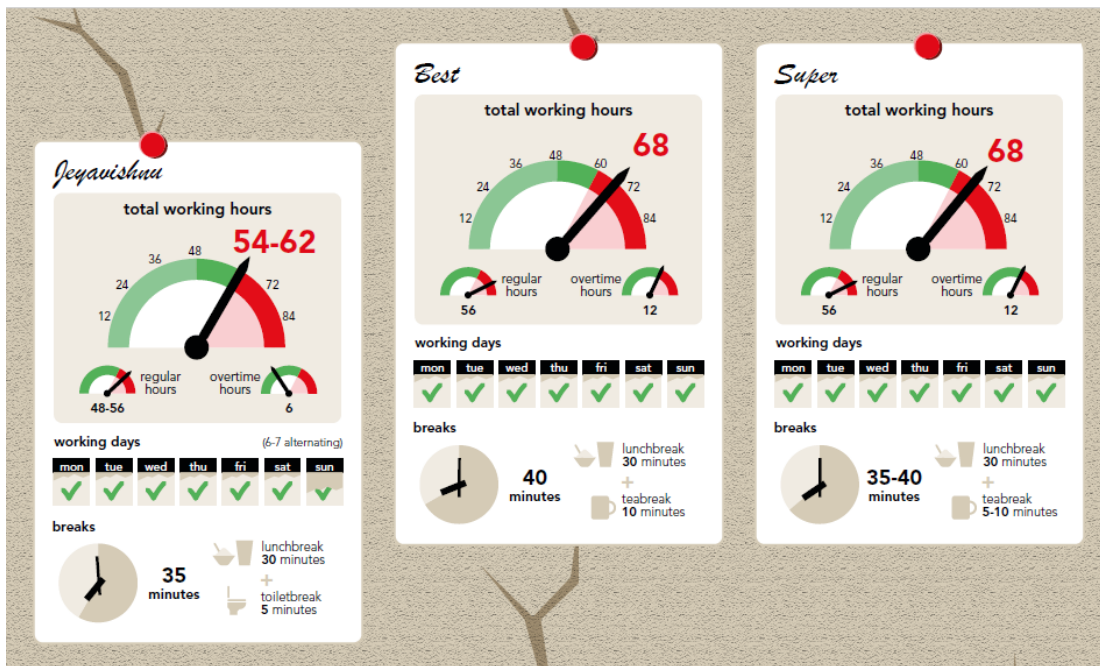 Jeyavishnu
total working hours
54-62
12
24
36
48
72
84
regular
hours
48-56
overtime
hours
6
working days (6-7 alternating)
mon tue wed thu fri sat sun
breaks
35
minutes
lunchbreak
30 minutes
+
toiletbreak
5 minutes
Best
total working hours
68
12
24
36
48
60
72
84
regular
hours
56
overtime
hours
12
working days
mon tue wed thu fri sat sun
breaks
40
minutes
lunchbreak
30 minutes
+
teabreak
10 minutes
Super
total working hours
68
12
24
36
48
60
72
84
regular
hours
56
overtime
hours
12
working days
mon tue wed thu fri sat sun
breaks
35-40
minutes
lunchbreak
30 minutes
+
teabreak
5-10 minutes